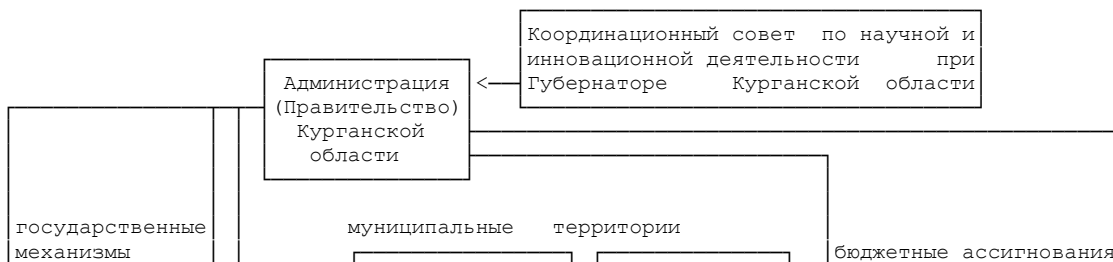 Координационный совет по научной и
инновационной деятельности при
Губернаторе Курганской области
Администрация
(Правительство)
Курганской
области
<
государственные
механизмы
муниципальные территории
бюджетные ассигнования